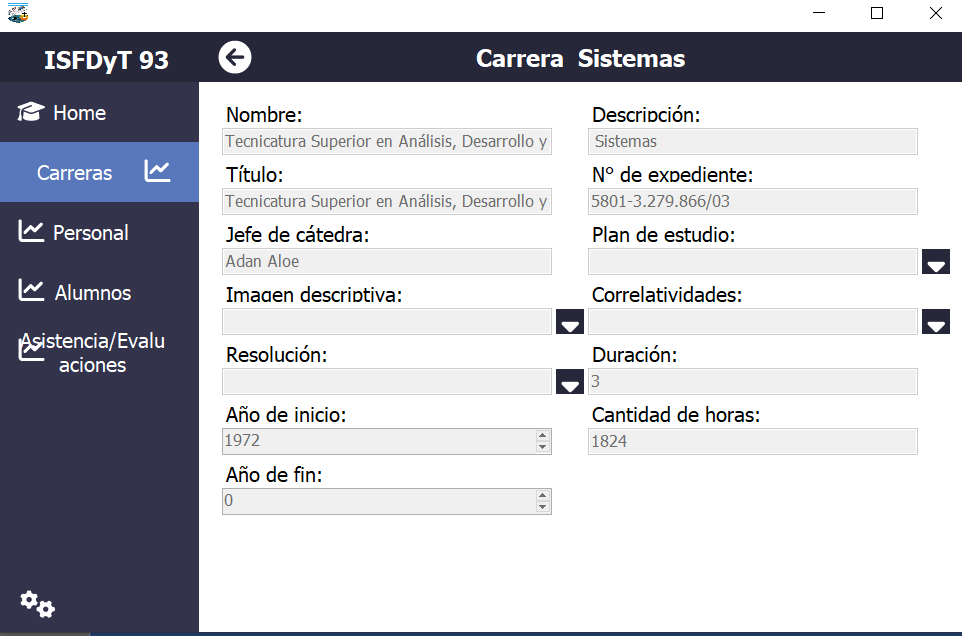 ISFDyT 93
Carrera Sistemas
Home
Carreras
Personal
Alumnos
Asistencia/Evalu
aciones
Nombre:
Tecnicatura Superior en Análisis, Desarrollo y
Descripción:
Sistemas
Título:
Tecnicatura Superior en Análisis, Desarrollo y
N° de expediente:
5801-3.279.866/03
Jefe de cátedra:
Adan Aloe
Plan de estudio:
Imagen descriptiva:
Correlatividades:
Resolución:
Duración:
3
Año de inicio:
1972
Cantidad de horas:
1824
Año de fin:
0